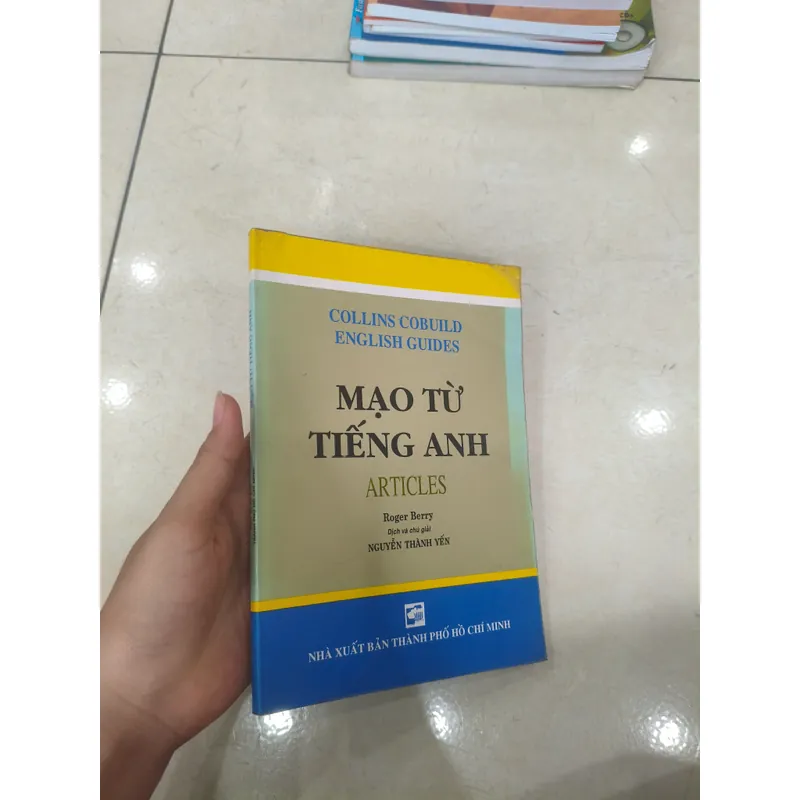 COLLINS COBUILD
ENGLISH GUIDES
MẠO TỪ
TIẾNG ANH
ARTICLES
Roger Berry
Dịch và chú giải
NGUYỄN THÀNH YẾN
NHÀ XUẤT BẢN THÀNH PHỐ HỒ CHÍ MINH